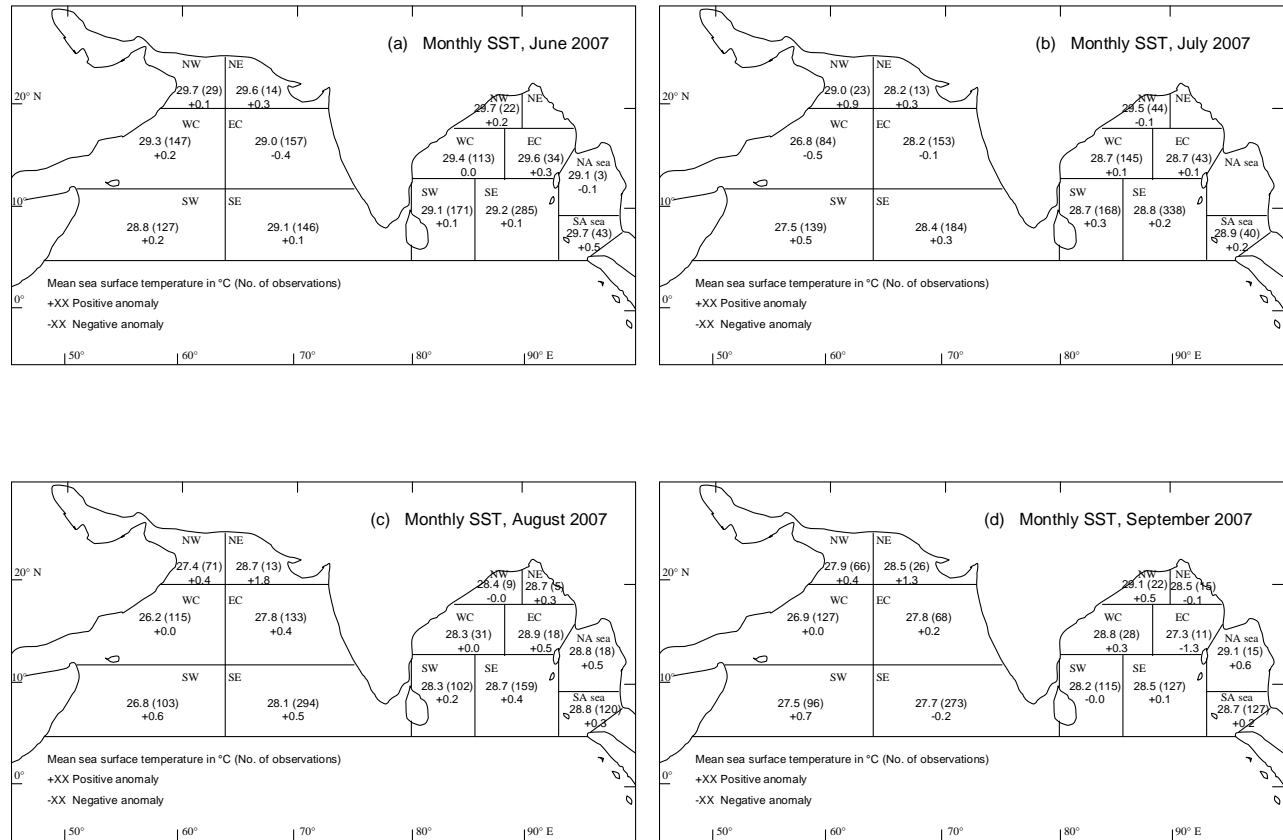 (a) Monthly SST, June 2007
NW NE
29.7 (29) 29.6 (14)
+0.1 +0.3
20° N
WC EC
29.3 (147) 29.0 (157)
+0.2 -0.4
10°
SW SE
28.8 (127) 29.1 (146)
+0.2 +0.1
NW NE
29.7 (22)
+0.2
WC EC
29.4 (113) 29.6 (34)
0.0 +0.3
NA sea
29.1 (3)
-0.1
SW SE
29.1 (171) 29.2 (285)
+0.1 +0.1
SA sea
29.7 (43)
+0.5
Mean sea surface temperature in °C (No. of observations)
0°
+XX Positive anomaly
-XX Negative anomaly
50° 60° 70° 80° 90° E
(b) Monthly SST, July 2007
NW NE
29.0 (23) 28.2 (13)
+0.9 +0.3
20° N
WC EC
26.8 (84) 28.2 (153)
-0.5 -0.1
10°
SW SE
27.5 (139) 28.4 (184)
+0.5 +0.3
NW NE
29.5 (44)
-0.1
WC EC
28.7 (145) 28.7 (43)
+0.1 +0.1
NA sea
SW SE
28.7 (168) 28.8 (338)
+0.3 +0.2
SA sea
28.9 (40)
+0.2
Mean sea surface temperature in °C (No. of observations)
0°
+XX Positive anomaly
-XX Negative anomaly
50° 60° 70° 80° 90° E
(c) Monthly SST, August 2007
NW NE
27.4 (71) 28.7 (13)
+0.4 +1.8
20° N
WC EC
26.2 (115) 27.8 (133)
+0.0 +0.4
10°
SW SE
26.8 (103) 28.1 (294)
+0.6 +0.5
NW NE
28.4 (9) 28.7 (5)
-0.0 +0.3
WC EC
28.3 (31) 28.9 (18)
+0.0 +0.5
NA sea
28.8 (18)
+0.5
SW SE
28.3 (102) 28.7 (159)
+0.2 +0.4
SA sea
28.8 (120)
+0.3
Mean sea surface temperature in °C (No. of observations)
0°
+XX Positive anomaly
-XX Negative anomaly
50° 60° 70° 80° 90° E
(d) Monthly SST, September 2007
NW NE
27.9 (66) 28.5 (26)
+0.4 +1.3
20° N
WC EC
26.9 (127) 27.8 (68)
+0.0 +0.2
10°
SW SE
27.5 (96) 27.7 (273)
+0.7 -0.2
NW NE
29.1 (22) 28.5 (15)
+0.5 -0.1
WC EC
28.8 (28) 27.3 (11)
+0.3 -1.3
NA sea
29.1 (15)
+0.6
SW SE
28.2 (115) 28.5 (127)
-0.0 +0.1
SA sea
28.7 (127)
+0.2
Mean sea surface temperature in °C (No. of observations)
0°
+XX Positive anomaly
-XX Negative anomaly
50° 60° 70° 80° 90° E